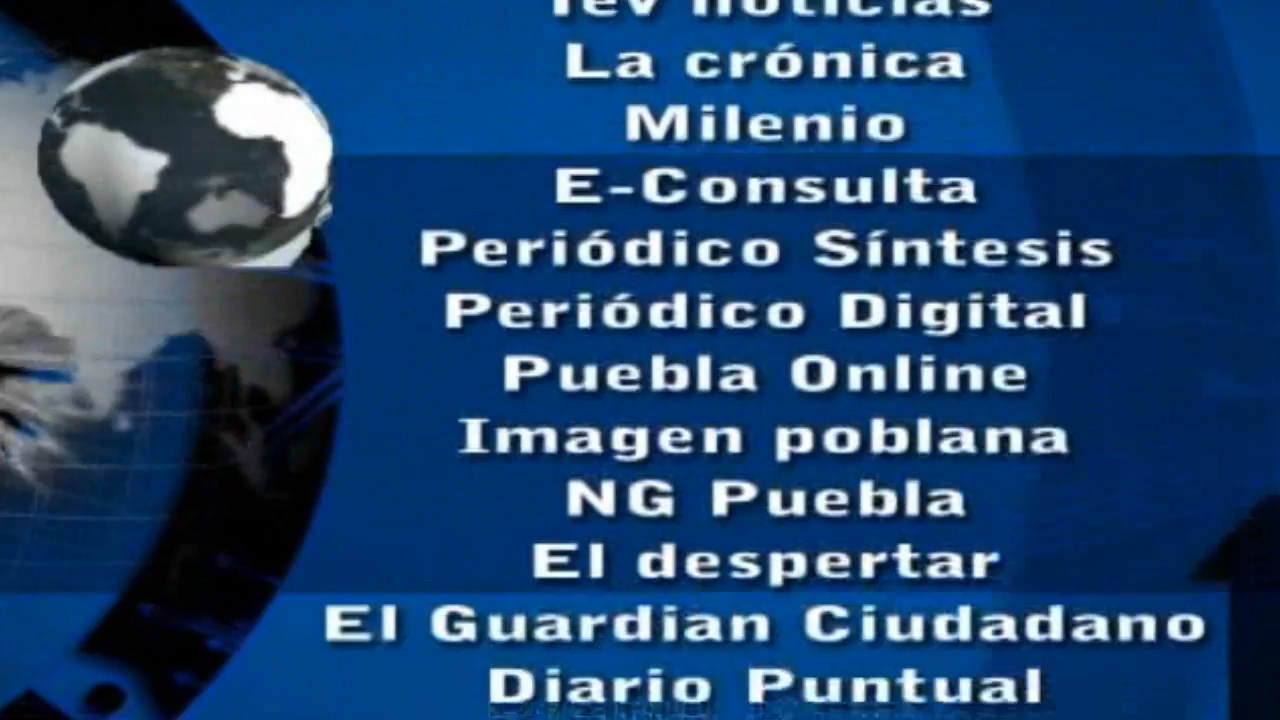 noticias
La crónica
Milenio
E-Consulta
Periódico Síntesis
Periódico Digital
Puebla Online
Imagen poblana
NG Puebla
El despertar
El Guardian Ciudadano
Diario Puntual